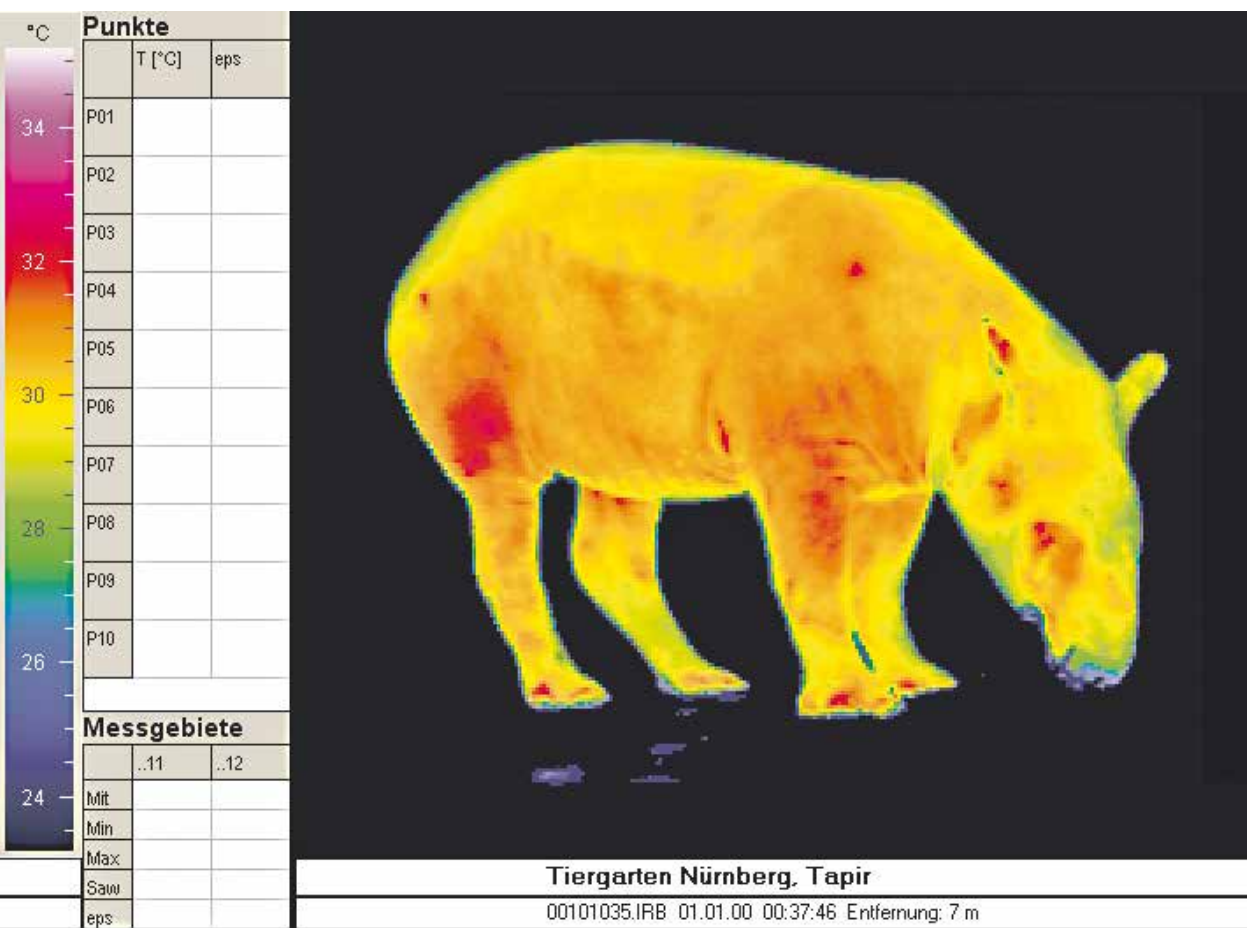 °C
34
32
30
28
26
24
Punkte
T [°C] eps
P01
P02
P03
P04
P05
P06
P07
P08
P09
P10
Messgebiete
..11 ..12
Mit
Min
Max
Saw
eps
Tiergarten Nürnberg, Tapir
00101035.IRB 01.01.00 00:37:46 Entfernung: 7 m